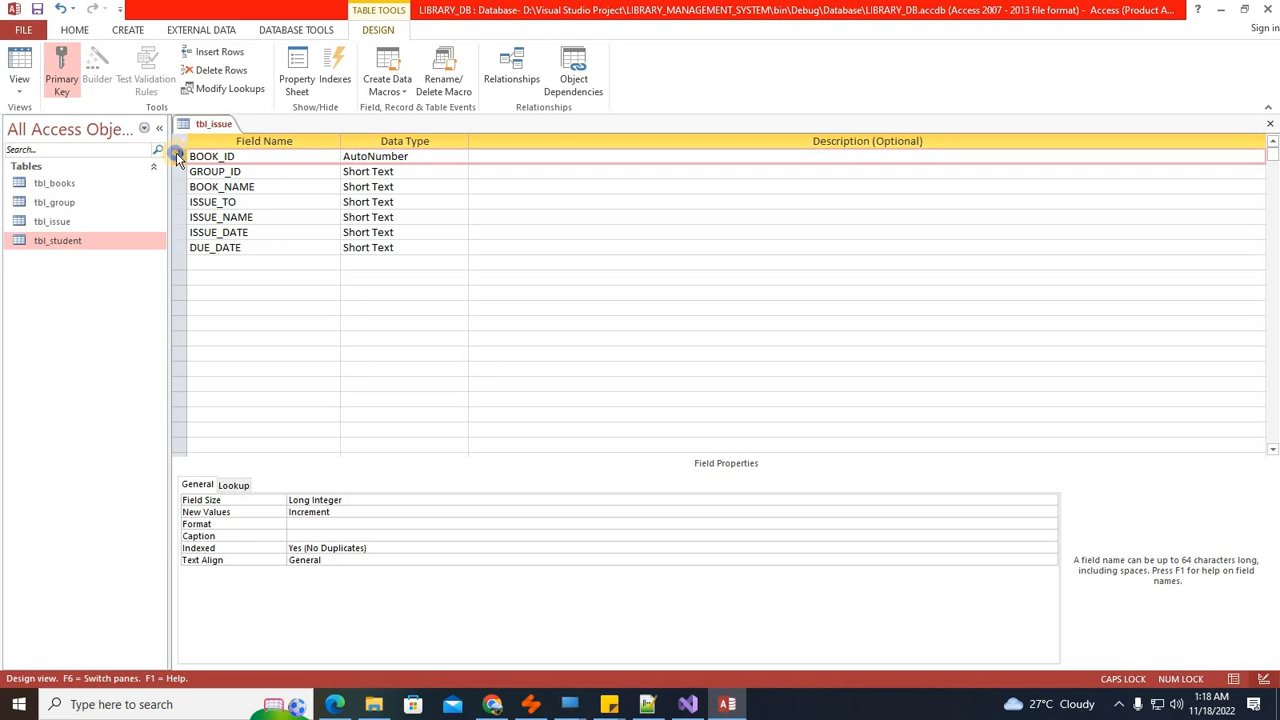 TABLE TOOLS
LIBRARY_DB : Database- D:\Visual Studio Project\LIBRARY_MANAGEMENT_SYSTEM\bin\Debug\Database\LIBRARY_DB.accdb (Access 2007 - 2013 file format) - Access (Product A...
FILE HOME CREATE EXTERNAL DATA DATABASE TOOLS DESIGN Sign in
View
Primary Key
Builder
Test Validation Rules
Insert Rows
Delete Rows
Modify Lookups
Property Sheet
Indexes
Create Data Macros
Rename/ Delete Macro
Relationships
Object Dependencies
Views Tools Show/Hide Field, Record & Table Events Relationships
All Access Obje...
Search...
Tables
tbl_books
tbl_group
tbl_issue
tbl_student
tbl_issue
Field Name Data Type Description (Optional)
BOOK_ID AutoNumber
GROUP_ID Short Text
BOOK_NAME Short Text
ISSUE_TO Short Text
ISSUE_NAME Short Text
ISSUE_DATE Short Text
DUE_DATE Short Text
Field Properties
General Lookup
Field Size Long Integer
New Values Increment
Format
Caption
Indexed Yes (No Duplicates)
Text Align General
A field name can be up to 64 characters long,
including spaces. Press F1 for help on field
names.
Design view. F6 = Switch panes. F1 = Help. CAPS LOCK NUM LOCK
Type here to search
27°C Cloudy
1:18 AM
11/18/2022